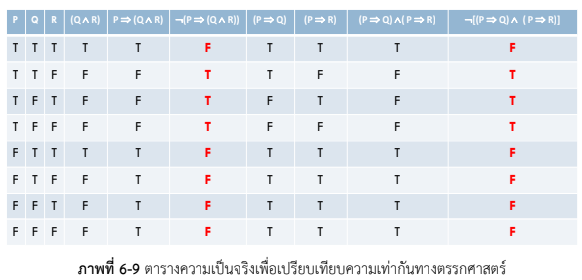 P Q R (Q∧R) P⇒(Q∧R) ¬(P⇒(Q∧R)) (P⇒Q) (P⇒R) (P⇒Q)∧(P⇒R) ¬[(P⇒Q)∧ (P⇒R)]
T T T T T F T T T F
T T F F F T T F F T
T F T F F T F T F T
T F F F F T F F F T
F T T T T F T T T F
F T F F T F T T T F
F F T F T F T T T F
F F F F T F T T T F
ภาพที่ 6-9 ตารางความเป็นจริงเพื่อเปรียบเทียบความเท่ากันทางตรรกศาสตร์